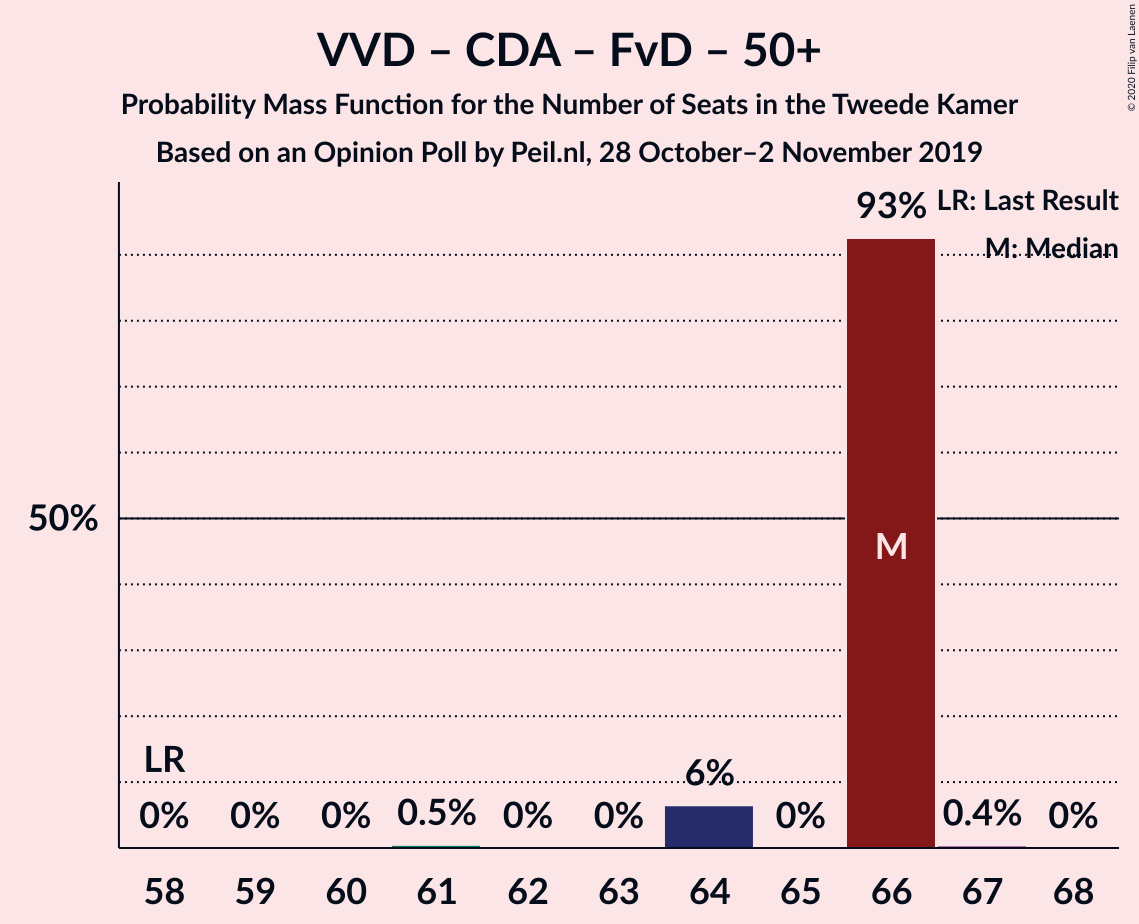 VVD – CDA – FvD – 50+
Probability Mass Function for the Number of Seats in the Tweede Kamer
Based on an Opinion Poll by Peil.nl, 28 October–2 November 2019
© 2020 Filip van Laenen
LR: Last Result
M: Median
93%
50%
M
LR
6%
0% 0% 0% 0.5% 0% 0% 0% 0.4% 0%
58 59 60 61 62 63 64 65 66 67 68